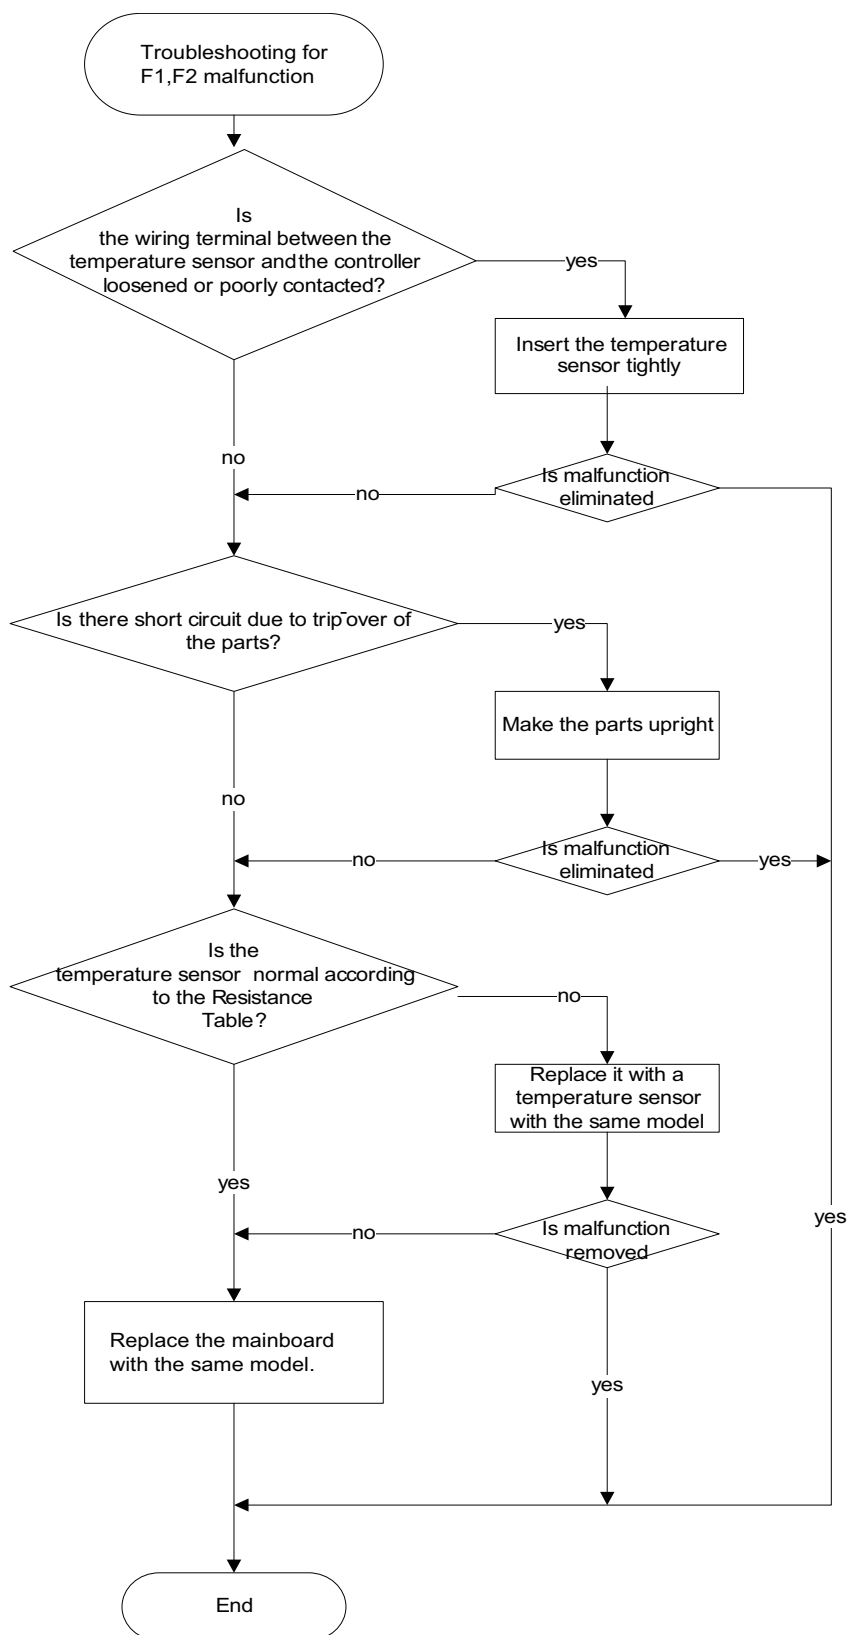 Troubleshooting for
F1,F2 malfunction
Is
the wiring terminal between the
temperature sensor and the controller
loosened or poorly contacted?
yes
Insert the temperature
sensor tightly
no
Is malfunction
eliminated
no
Is there short circuit due to trip-over of
the parts?
yes
Make the parts upright
no
Is malfunction
eliminated
no
yes
Is the
temperature sensor normal according
to the Resistance
Table?
no
Replace it with a
temperature sensor
with the same model
yes
yes
Is malfunction
removed
no
Replace the mainboard
with the same model.
yes
End